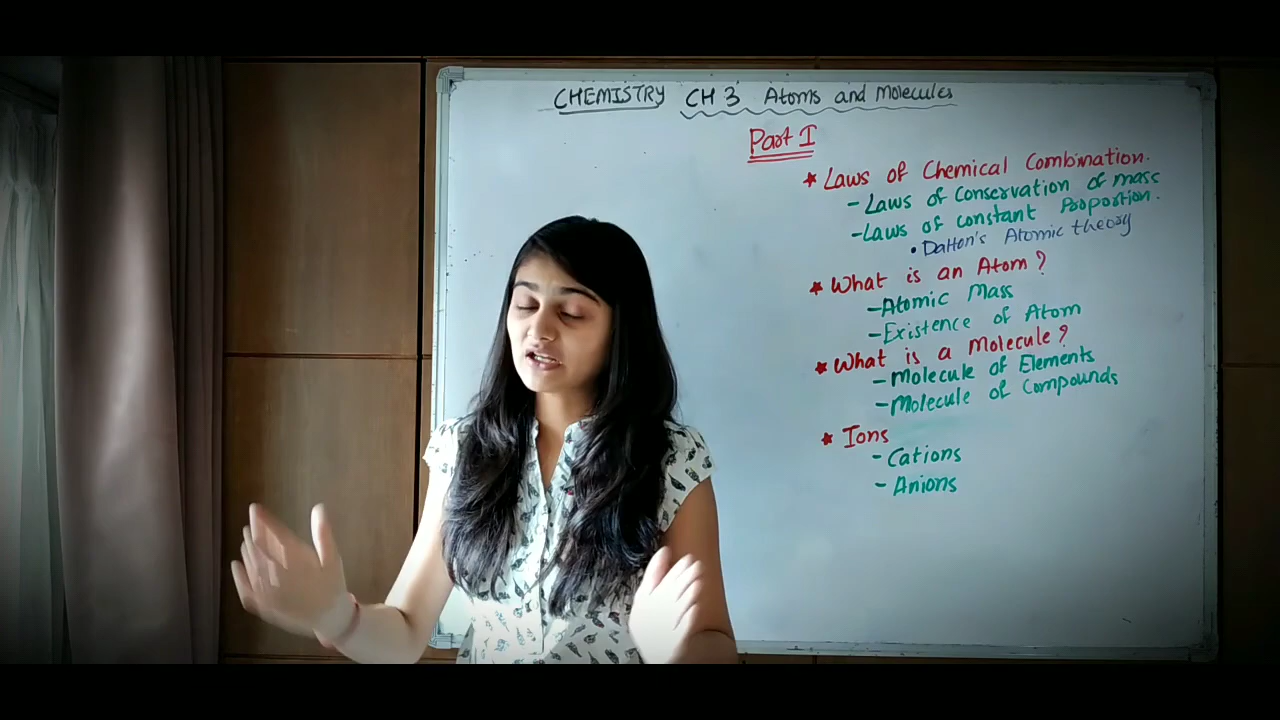 CHEMISTRY CH 3 Atoms and Molecules
Part I
* Laws of Chemical Combination.
- Laws of Conservation of mass
- Laws of constant Proportion.
• Dalton's Atomic theory
* What is an Atom?
- Atomic Mass
- Existence of Atom
* What is a Molecule?
- Molecule of Elements
- Molecule of Compounds
* Ions
- Cations
- Anions